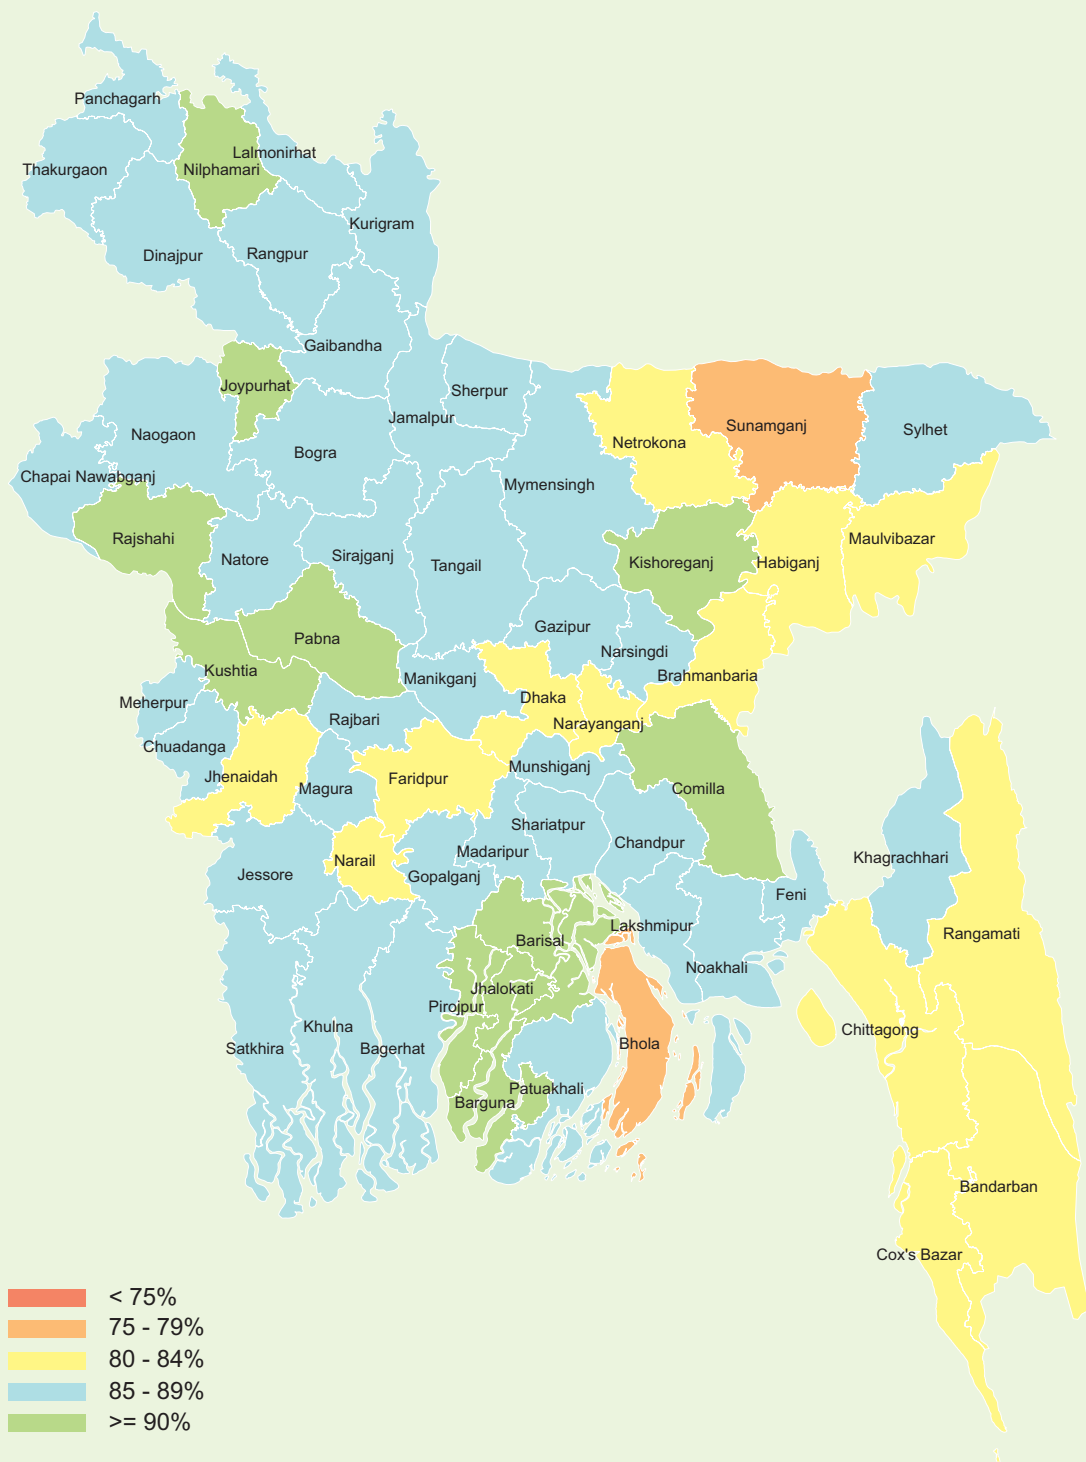 Panchagarh
Lalmonirhat
Thakurgaon
Nilphamari
Kurigram
Dinajpur
Rangpur
Gaibandha
Joypurhat
Sherpur
Jamalpur
Sunamganj
Sylhet
Naogaon
Netrokona
Bogra
Chapai Nawabganj
Mymensingh
Rajshahi
Maulvibazar
Natore
Sirajganj
Tangail
Kishoreganj
Habiganj
Gazipur
Pabna
Narsingdi
Kushtia
Manikganj
Brahmanbaria
Meherpur
Dhaka
Rajbari
Narayanganj
Chuadanga
Jhenaidah
Faridpur
Munshiganj
Magura
Comilla
Shariatpur
Chandpur
Madaripur
Narail
Khagrachhari
Jessore
Gopalganj
Feni
Lakshmipur
Rangamati
Barisal
Noakhali
Jhalokati
Pirojpur
Khulna
Chittagong
Satkhira
Bagerhat
Bhola
Patuakhali
Barguna
Bandarban
Cox's Bazar
< 75%
75 - 79%
80 - 84%
85 - 89%
>= 90%